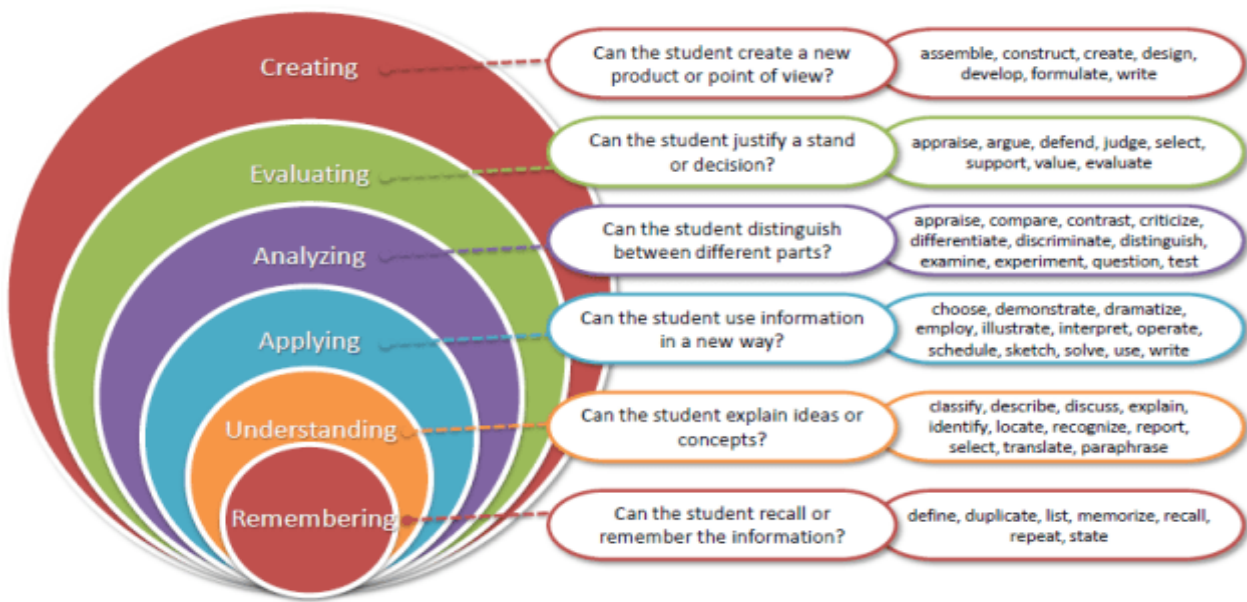 Creating
Can the student create a new
product or point of view?
assemble, construct, create, design,
develop, formulate, write
Evaluating
Can the student justify a stand
or decision?
appraise, argue, defend, judge, select,
support, value, evaluate
Analyzing
Can the student distinguish
between different parts?
appraise, compare, contrast, criticize,
differentiate, discriminate, distinguish,
examine, experiment, question, test
Applying
Can the student use information
in a new way?
choose, demonstrate, dramatize,
employ, illustrate, interpret, operate,
schedule, sketch, solve, use, write
Understanding
Can the student explain ideas or
concepts?
classify, describe, discuss, explain,
identify, locate, recognize, report,
select, translate, paraphrase
Remembering
Can the student recall or
remember the information?
define, duplicate, list, memorize, recall,
repeat, state